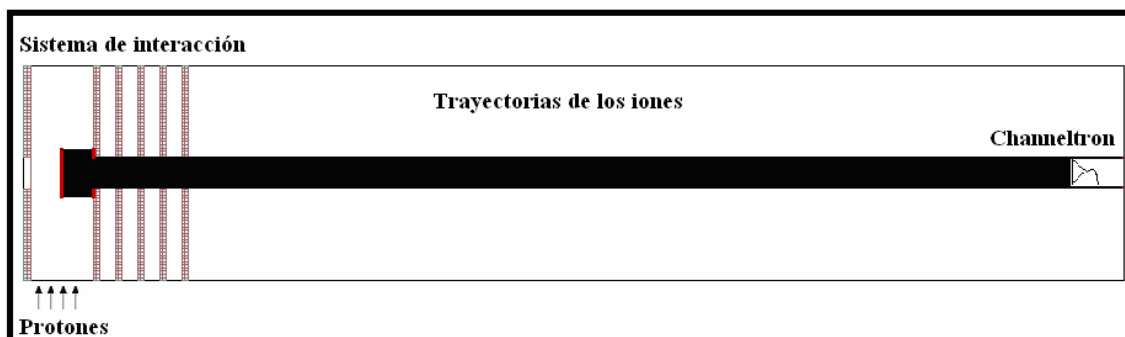 Sistema de interacción
Trayectorias de los iones
Channeltron
Protones